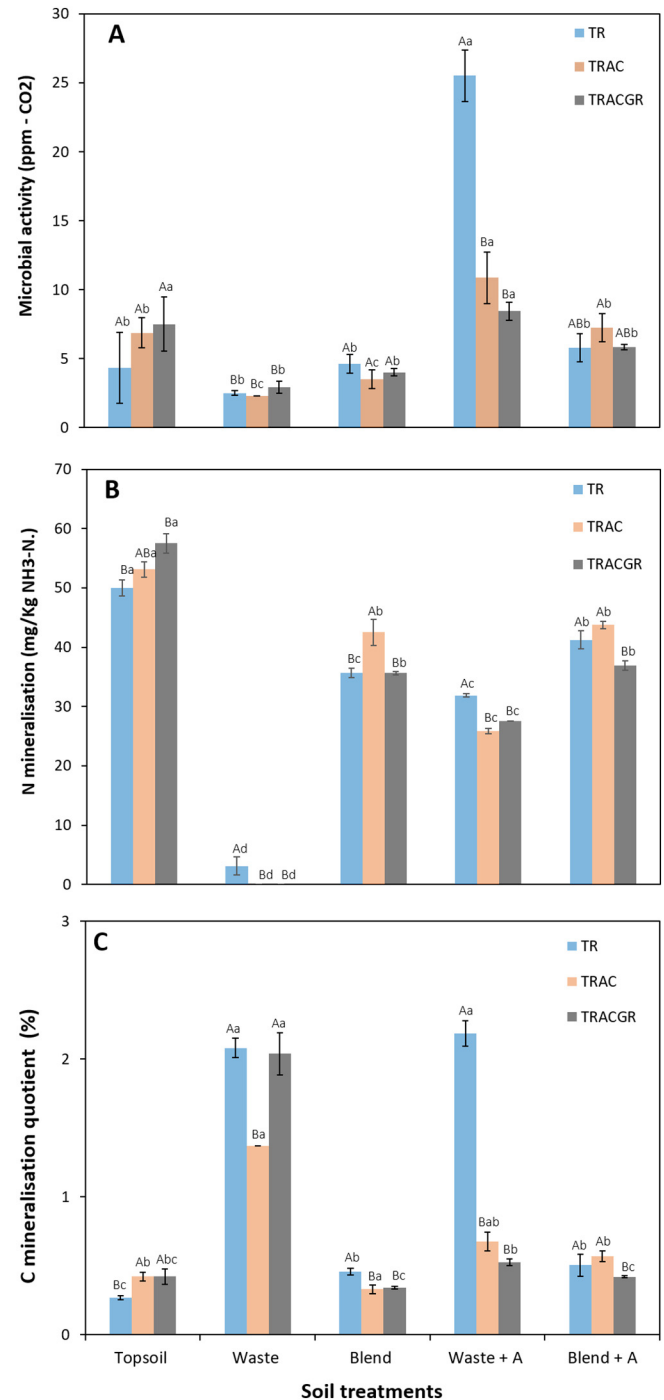 A
Microbial activity (ppm - CO2)
30
25
20
15
10
5
0
TR
TRAC
TRACGR
Ab
Ab
Aa
Bb
Bc
Bb
Ab
Ac
Ab
Aa
Ba
Ba
ABb
Ab
ABb
B
N mineralisation (mg/Kg NH3-N.)
70
60
50
40
30
20
10
0
TR
TRAC
TRACGR
Ba
ABa
Ba
Ad
Bd
Bd
Bc
Ab
Bb
Ac
Bc
Bc
Ab
Ab
Bb
C
C mineralisation quotient (%)
3
2
1
0
TR
TRAC
TRACGR
Bc
Ab
Abc
Aa
Ba
Aa
Ab
Ba
Bc
Aa
Bab
Bb
Ab
Ab
Bc
Topsoil
Waste
Blend
Waste + A
Blend + A
Soil treatments